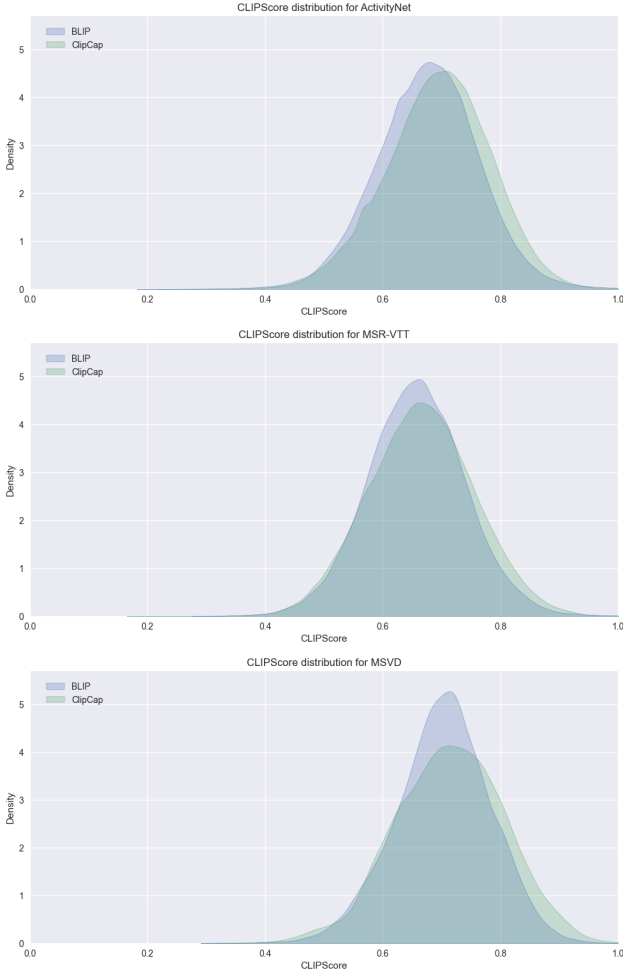 CLIPScore distribution for ActivityNet
BLIP
ClipCap
5
4
3
2
1
0
Density
0.0 0.2 0.4 0.6 0.8 1.0
CLIPScore
CLIPScore distribution for MSR-VTT
BLIP
ClipCap
5
4
3
2
1
0
Density
0.0 0.2 0.4 0.6 0.8 1.0
CLIPScore
CLIPScore distribution for MSVD
BLIP
ClipCap
5
4
3
2
1
0
Density
0.0 0.2 0.4 0.6 0.8 1.0
CLIPScore